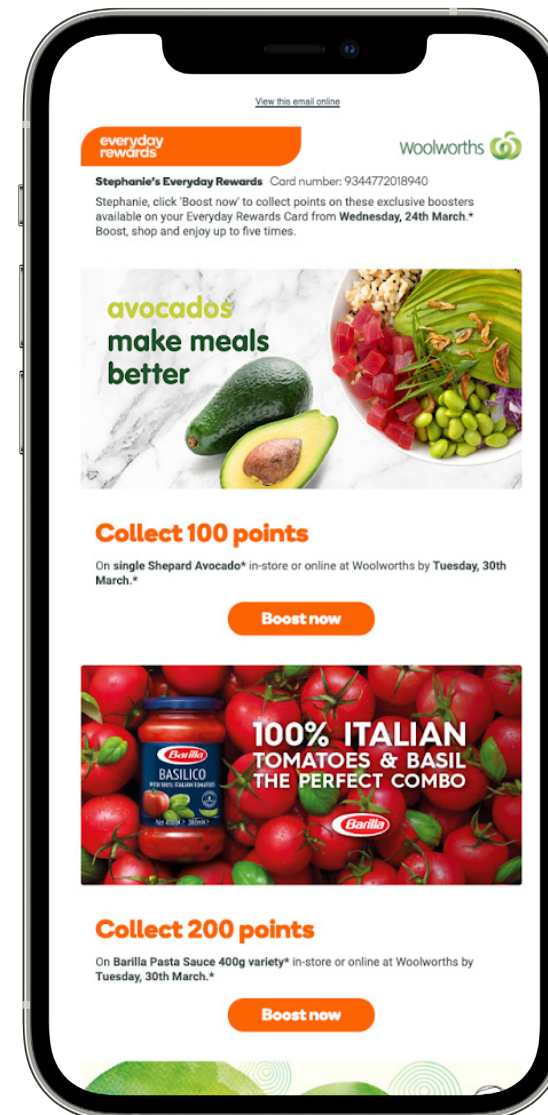 View this email online
everyday
rewards
Woolworths
Stephanie's Everyday Rewards Card number: 9344772018940
Stephanie, click 'Boost now' to collect points on these exclusive boosters
available on your Everyday Rewards Card from Wednesday, 24th March.*
Boost, shop and enjoy up to five times.
avocados
make meals
better
Collect 100 points
On single Shepard Avocado* in-store or online at Woolworths by Tuesday, 30th
March.*
Boost now
100% ITALIAN
TOMATOES & BASIL
THE PERFECT COMBO
Barilla
Barilla
BASILICO
WITH 100% ITALIAN TOMATOES
Collect 200 points
On Barilla Pasta Sauce 400g variety* in-store or online at Woolworths by
Tuesday, 30th March.*
Boost now